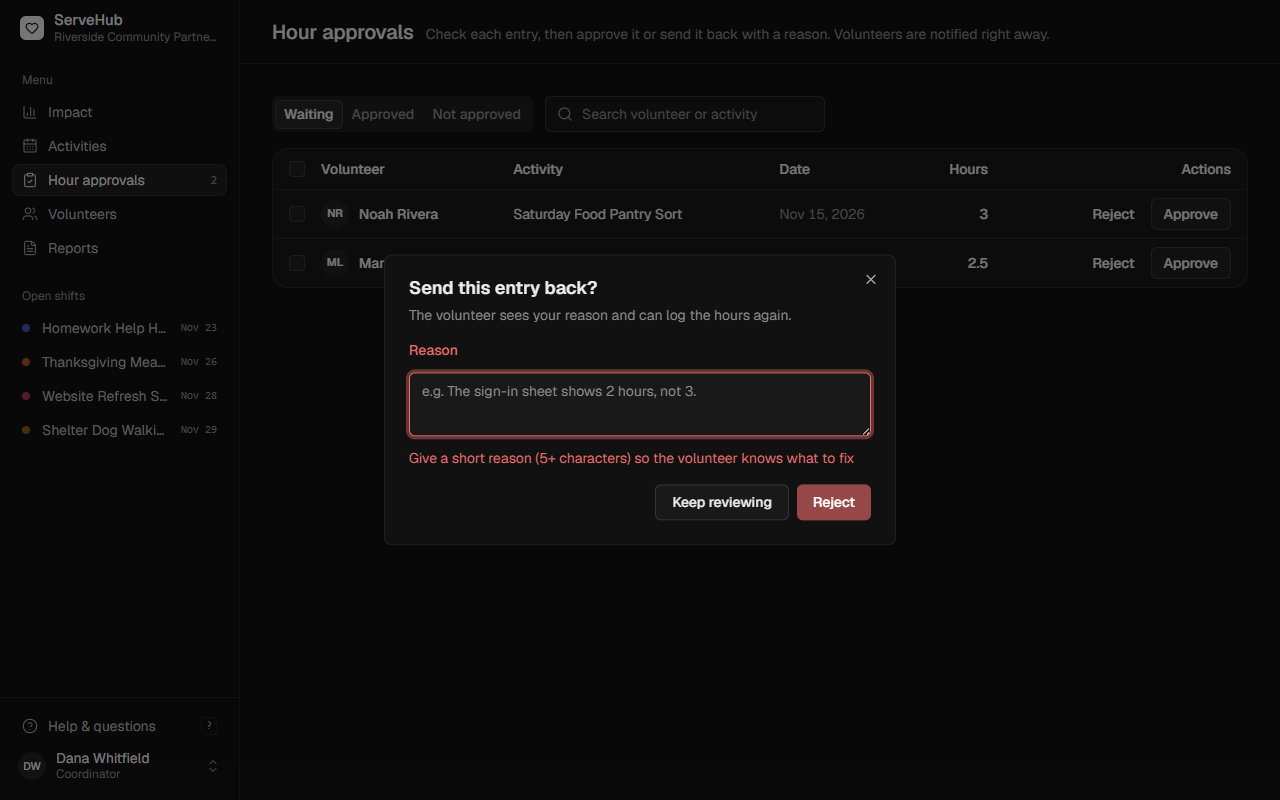 ServeHub
Riverside Community Partne...
Menu
Impact
Activities
Hour approvals 2
Volunteers
Reports
Open shifts
Homework Help H... Nov 23
Thanksgiving Mea... Nov 26
Website Refresh S... Nov 28
Shelter Dog Walki... Nov 29
Help & questions ?
DW Dana Whitfield
Coordinator
Hour approvals Check each entry, then approve it or send it back with a reason. Volunteers are notified right away.
Waiting Approved Not approved Search volunteer or activity
Volunteer Activity Date Hours Actions
NR Noah Rivera Saturday Food Pantry Sort Nov 15, 2026 3 Reject Approve
ML 2.5 Reject Approve
Send this entry back?
The volunteer sees your reason and can log the hours again.
Reason
e.g. The sign-in sheet shows 2 hours, not 3.
Give a short reason (5+ characters) so the volunteer knows what to fix
Keep reviewing Reject